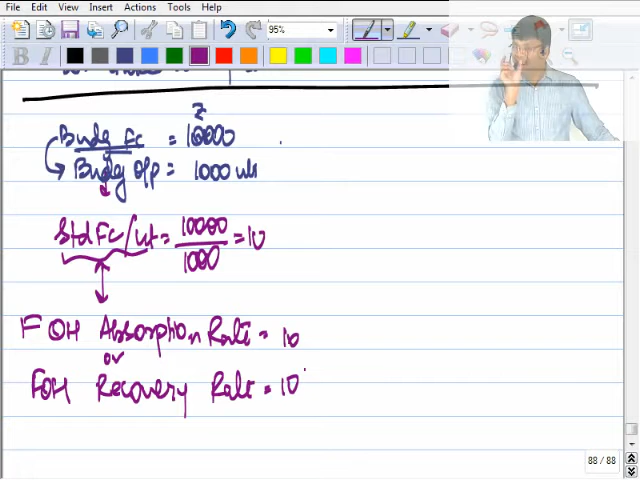 File Edit View Insert Actions Tools Help
95%
B I
Budg FC = 10000
Budg OPP = 1000 uts
Std FC/ut = 10000 = 10
1000
FOH Absorption Rate = 10
or
FOH Recovery Rate = 10
88 / 88